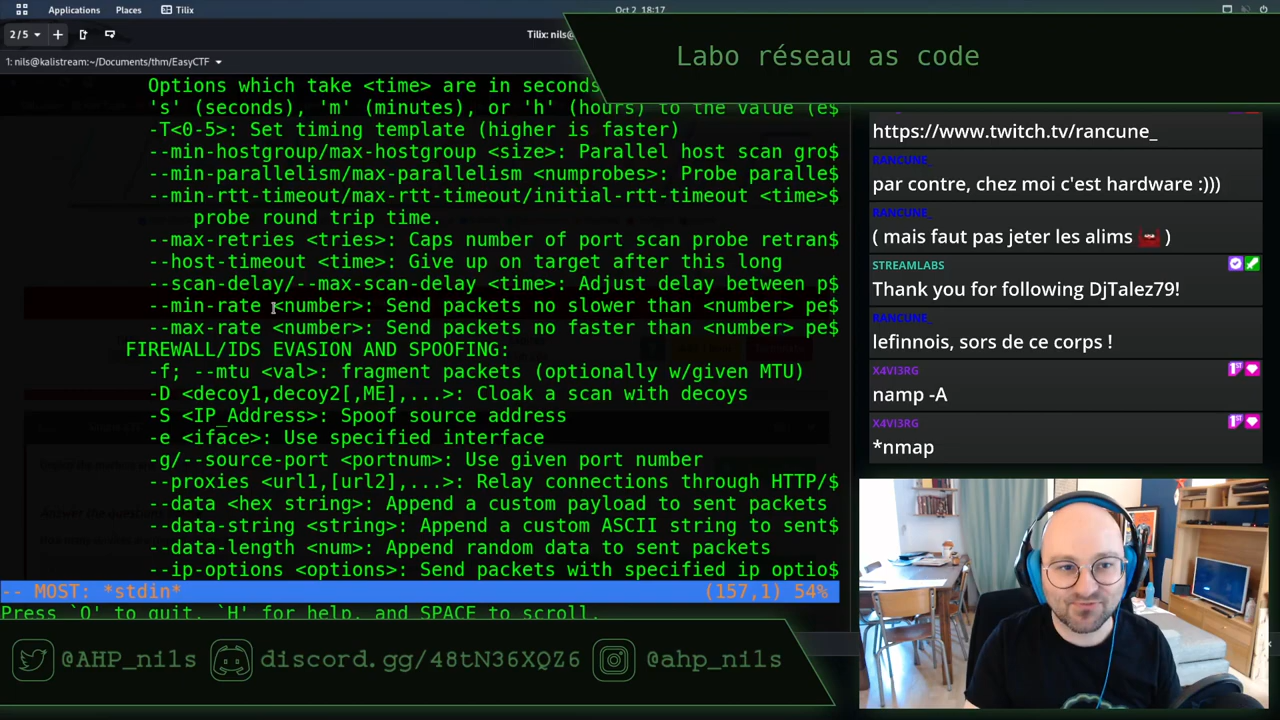 Applications Places Tilix
Oct 2 18:17
2/5
Tilix: nils@
1: nils@kalistream:~/Documents/thm/EasyCTF
Labo réseau as code
Options which take <time> are in seconds
's' (seconds), 'm' (minutes), or 'h' (hours) to the value (e$
-T<0-5>: Set timing template (higher is faster)
--min-hostgroup/max-hostgroup <size>: Parallel host scan gro$
--min-parallelism/max-parallelism <numprobes>: Probe paralle$
--min-rtt-timeout/max-rtt-timeout/initial-rtt-timeout <time>$
probe round trip time.
--max-retries <tries>: Caps number of port scan probe retran$
--host-timeout <time>: Give up on target after this long
--scan-delay/--max-scan-delay <time>: Adjust delay between p$
--min-rate <number>: Send packets no slower than <number> pe$
--max-rate <number>: Send packets no faster than <number> pe$
FIREWALL/IDS EVASION AND SPOOFING:
-f; --mtu <val>: fragment packets (optionally w/given MTU)
-D <decoy1,decoy2[,ME],...>: Cloak a scan with decoys
-S <IP_Address>: Spoof source address
-e <iface>: Use specified interface
-g/--source-port <portnum>: Use given port number
--proxies <url1,[url2],...>: Relay connections through HTTP/$
--data <hex string>: Append a custom payload to sent packets
--data-string <string>: Append a custom ASCII string to sent$
--data-length <num>: Append random data to sent packets
--ip-options <options>: Send packets with specified ip optio$
-- MOST: *stdin* (157,1) 54%
Press `Q' to quit, `H' for help, and SPACE to scroll.
https://www.twitch.tv/rancune_
RANCUNE_
par contre, chez moi c'est hardware :)))
RANCUNE_
( mais faut pas jeter les alims )
STREAMLABS
Thank you for following DjTalez79!
RANCUNE_
lefinnois, sors de ce corps !
X4VI3RG
namp -A
X4VI3RG
*nmap
@AHP_nils
discord.gg/48tN36XQZ6
@ahp_nils